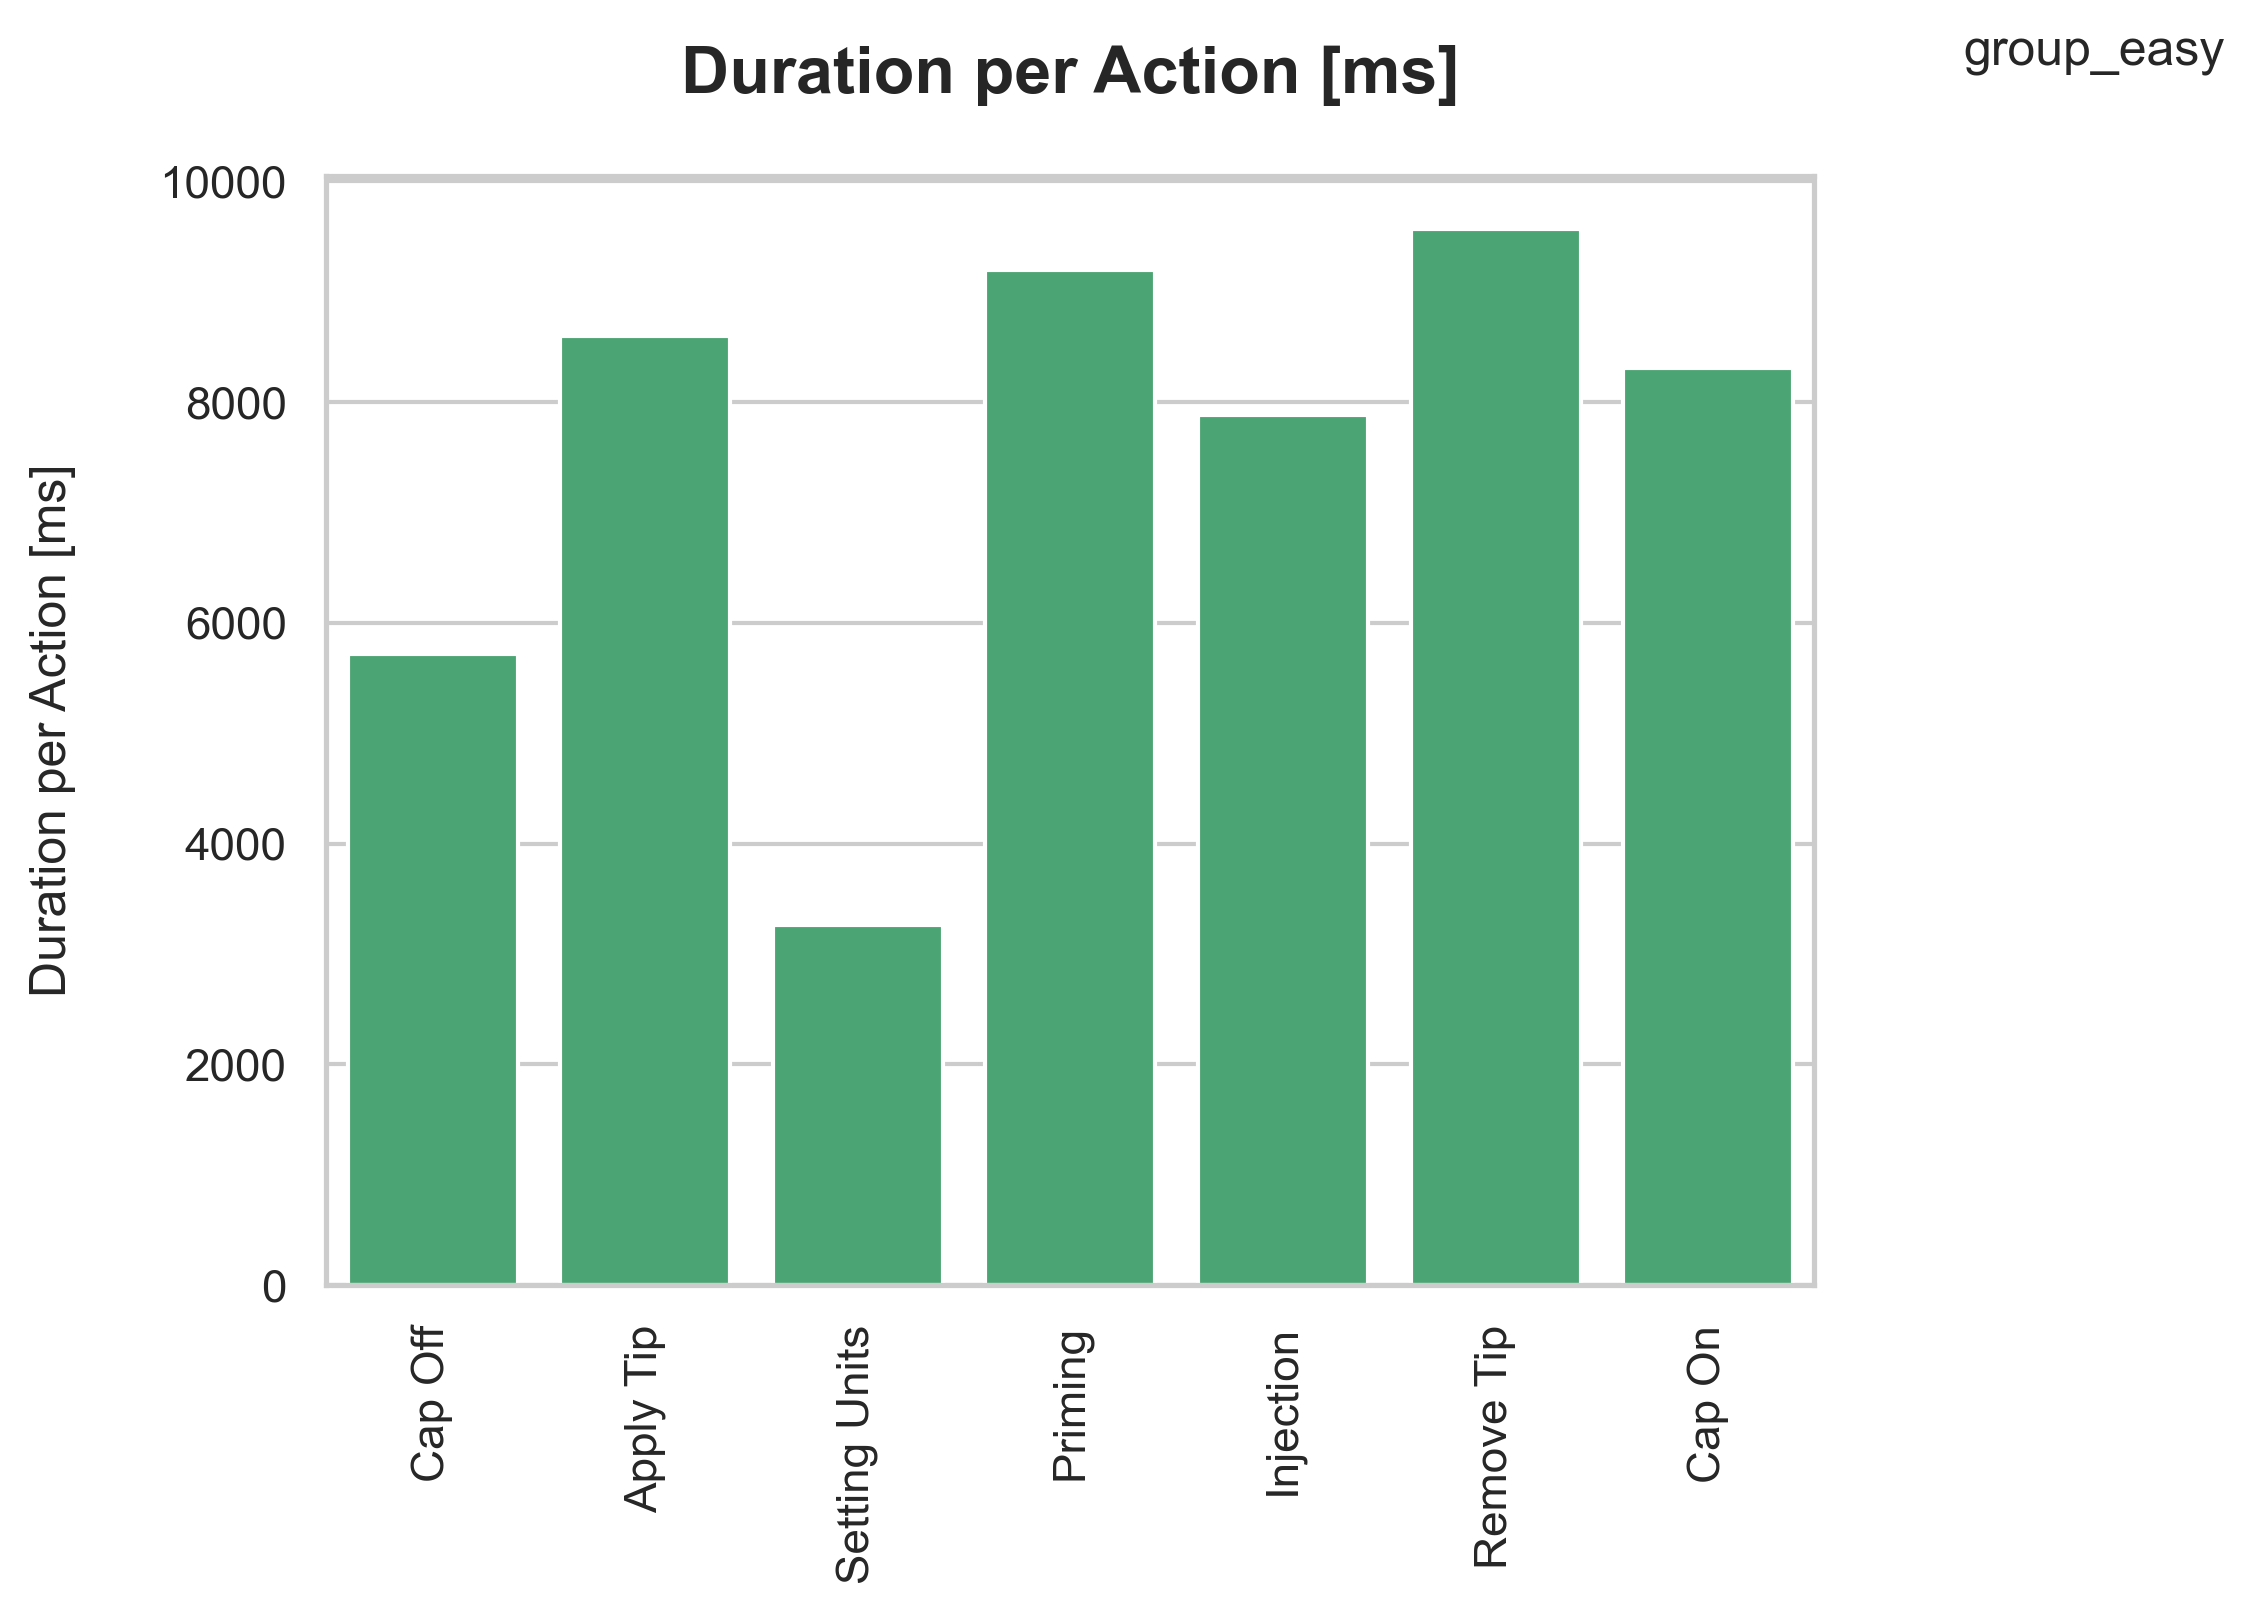 group_easy
Duration per Action [ms]
Duration per Action [ms]
10000
8000
6000
4000
2000
0
Cap Off
Apply Tip
Setting Units
Priming
Injection
Remove Tip
Cap On